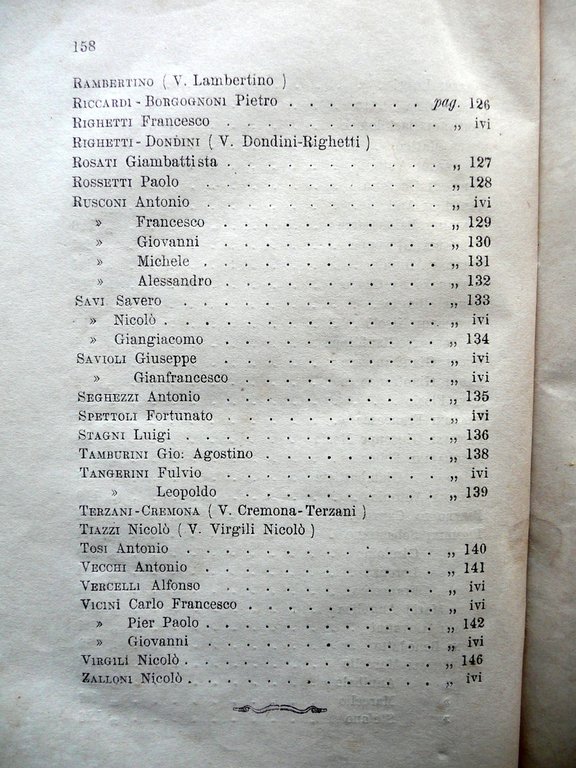 158
RAMBERTINO ( V. Lambertino )
RICCARDI - BORGOGNONI Pietro . . . . . . . pag. 126
RIGHETTI Francesco . . . . . . . . . . „ ivi
RIGHETTI - DONDINI ( V. Dondini-Righetti )
ROSATI Giambattista . . . . . . . . . . „ 127
ROSSETTI Paolo . . . . . . . . . . . „ 128
RUSCONI Antonio . . . . . . . . . . „ ivi
» Francesco . . . . . . . . . . „ 129
» Giovanni . . . . . . . . . . „ 130
» Michele . . . . . . . . . . „ 131
» Alessandro . . . . . . . . . . „ 132
SAVI Savero . . . . . . . . . . . „ 133
» Nicolò . . . . . . . . . . . . „ ivi
» Giangiacomo . . . . . . . . . . „ 134
SAVIOLI Giuseppe . . . . . . . . . . „ ivi
» Gianfrancesco . . . . . . . . . „ ivi
SEGHEZZI Antonio . . . . . . . . . . „ 135
SPETTOLI Fortunato . . . . . . . . . . „ ivi
STAGNI Luigi . . . . . . . . . . . „ 136
TAMBURINI Gio: Agostino . . . . . . . . „ 138
TANGERINI Fulvio . . . . . . . . . . „ ivi
» Leopoldo . . . . . . . . . . „ 139
TERZANI-CREMONA ( V. Cremona-Terzani )
TIAZZI Nicolò ( V. Virgili Nicolò )
TOSI Antonio . . . . . . . . . . . „ 140
VECCHI Antonio . . . . . . . . . . „ 141
VERCELLI Alfonso . . . . . . . . . . „ ivi
VICINI Carlo Francesco . . . . . . . . . „ ivi
» Pier Paolo . . . . . . . . . . „ 142
» Giovanni . . . . . . . . . . . „ ivi
VIRGILI Nicolò . . . . . . . . . . . „ 146
ZALLONI Nicolò . . . . . . . . . . . „ ivi